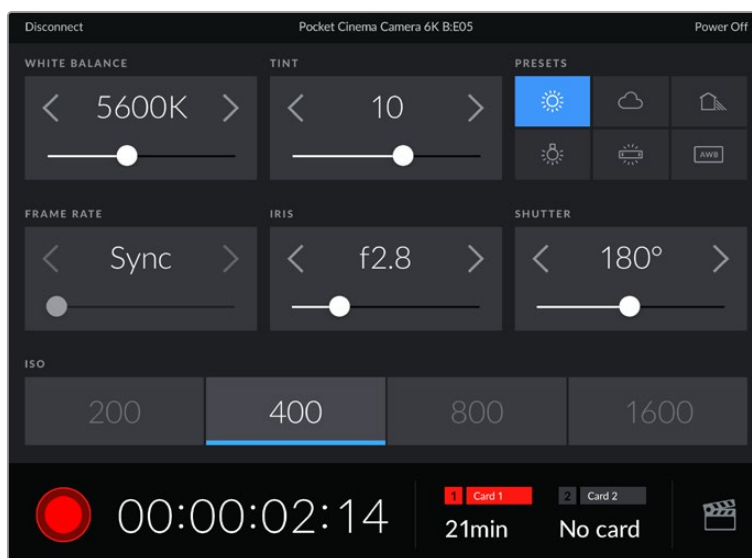 Disconnect Pocket Cinema Camera 6K B:E05 Power Off
WHITE BALANCE TINT PRESETS
5600K 10
AWB
FRAME RATE IRIS SHUTTER
Sync f2.8 180°
ISO
200 400 800 1600
1 Card 1 2 Card 2
00:00:02:14 21min No card